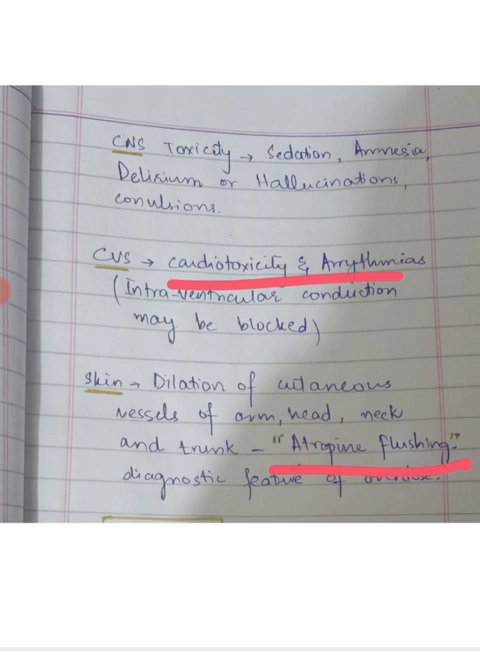 CNS Toxicity → Sedation, Amnesia,
Delirium or Hallucinations,
convulsions.
CVS → cardiotoxicity & Arrythmias
(Intra-ventricular conduction
may be blocked)
Skin → Dilation of cutaneous
vessels of arm, head, neck
and trunk - "Atropine flushing"-
diagnostic feature of overdose.